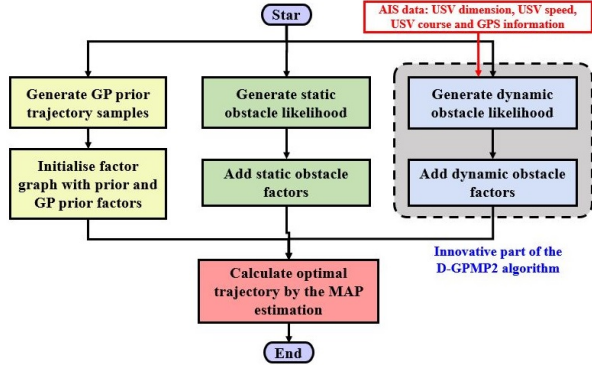 Star
AIS data: USV dimension, USV speed,
USV course and GPS information
Generate GP prior
trajectory samples
Generate static
obstacle likelihood
Generate dynamic
obstacle likelihood
Initialise factor
graph with prior and
GP prior factors
Add static obstacle
factors
Add dynamic obstacle
factors
Innovative part of the
D-GPMP2 algorithm
Calculate optimal
trajectory by the MAP
estimation
End